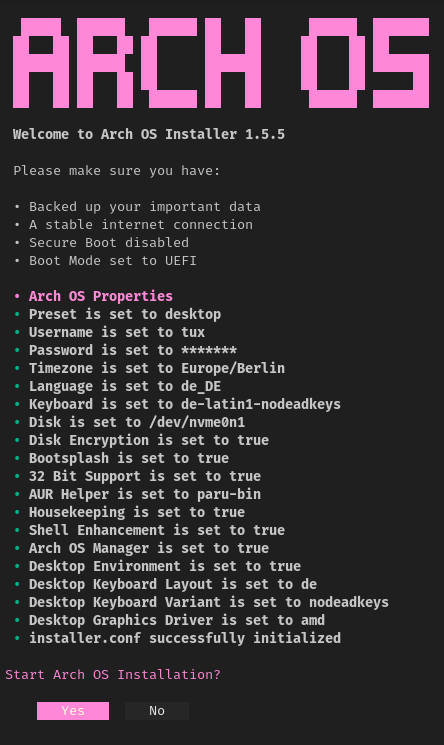 ARCH OS
Welcome to Arch OS Installer 1.5.5
Please make sure you have:
• Backed up your important data
• A stable internet connection
• Secure Boot disabled
• Boot Mode set to UEFI
• Arch OS Properties
• Preset is set to desktop
• Username is set to tux
• Password is set to *******
• Timezone is set to Europe/Berlin
• Language is set to de_DE
• Keyboard is set to de-latin1-nodeadkeys
• Disk is set to /dev/nvme0n1
• Disk Encryption is set to true
• Bootsplash is set to true
• 32 Bit Support is set to true
• AUR Helper is set to paru-bin
• Housekeeping is set to true
• Shell Enhancement is set to true
• Arch OS Manager is set to true
• Desktop Environment is set to true
• Desktop Keyboard Layout is set to de
• Desktop Keyboard Variant is set to nodeadkeys
• Desktop Graphics Driver is set to amd
• installer.conf successfully initialized
Start Arch OS Installation?
Yes No